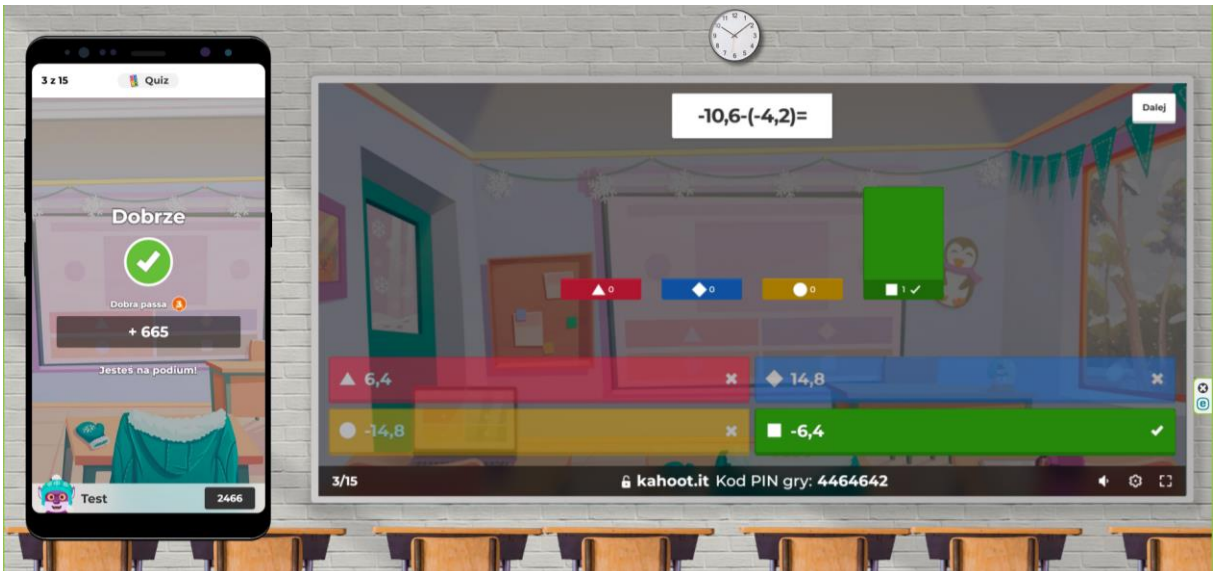 3 z 15
Quiz
Dobrze
Dobra passa 3
+ 665
Jesteś na podium!
Test
2466
-10,6-(-4,2)=
Dalej
0
0
0
1
6,4
14,8
-14,8
-6,4
3/15
kahoot.it Kod PIN gry: 4464642